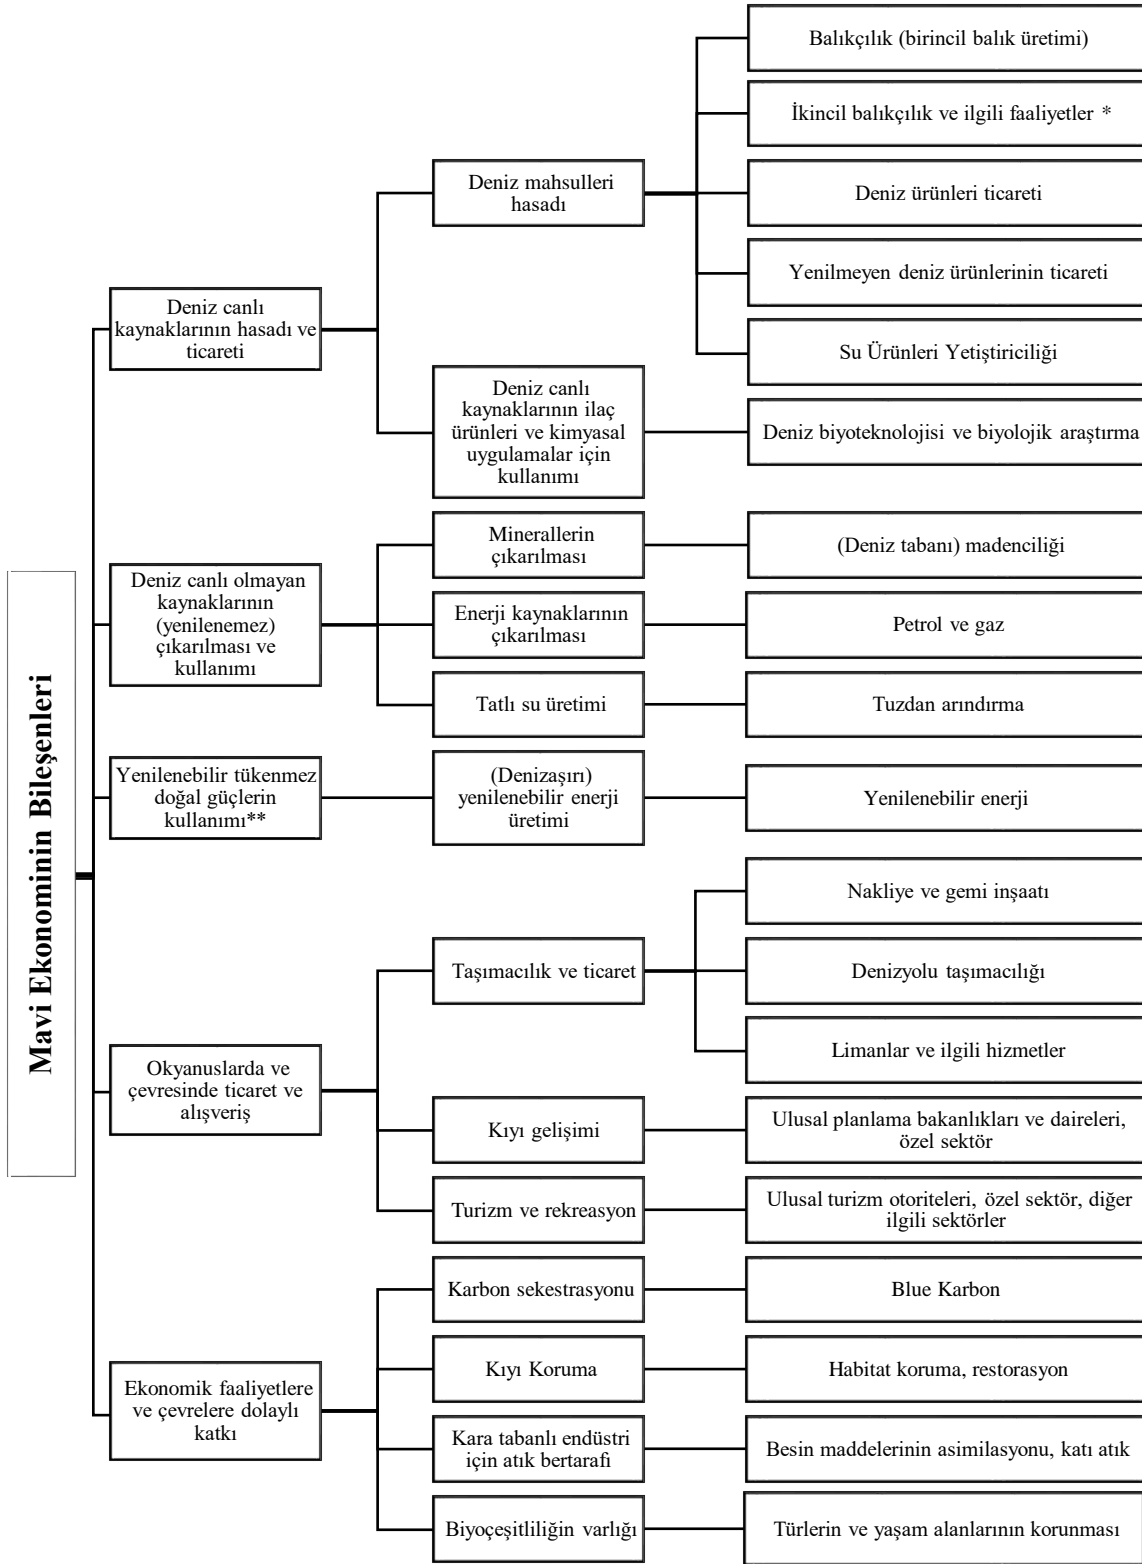 Mavi Ekonominin Bileşenleri
Deniz canlı
kaynaklarının hasadı ve
ticareti
Deniz mahsulleri
hasadı
Balıkçılık (birincil balık üretimi)
İkincil balıkçılık ve ilgili faaliyetler *
Deniz ürünleri ticareti
Yenilmeyen deniz ürünlerinin ticareti
Su Ürünleri Yetiştiriciliği
Deniz canlı
kaynaklarının ilaç
ürünleri ve kimyasal
uygulamalar için
kullanımı
Deniz biyoteknolojisi ve biyolojik araştırma
Deniz canlı olmayan
kaynaklarının
(yenilenemez)
çıkarılması ve
kullanımı
Minerallerin
çıkarılması
(Deniz tabanı) madenciliği
Enerji kaynaklarının
çıkarılması
Petrol ve gaz
Tatlı su üretimi
Tuzdan arındırma
Yenilenebilir tükenmez
doğal güçlerin
kullanımı**
(Denizaşırı)
yenilenebilir enerji
üretimi
Yenilenebilir enerji
Okyanuslarda ve
çevresinde ticaret ve
alışveriş
Taşımacılık ve ticaret
Nakliye ve gemi inşaatı
Denizyolu taşımacılığı
Limanlar ve ilgili hizmetler
Kıyı gelişimi
Ulusal planlama bakanlıkları ve daireleri,
özel sektör
Turizm ve rekreasyon
Ulusal turizm otoriteleri, özel sektör, diğer
ilgili sektörler
Ekonomik faaliyetlere
ve çevrelere dolaylı
katkı
Karbon sekestrasyonu
Blue Karbon
Kıyı Koruma
Habitat koruma, restorasyon
Kara tabanlı endüstri
için atık bertarafı
Besin maddelerinin asimilasyonu, katı atık
Biyoçeşitliliğin varlığı
Türlerin ve yaşam alanlarının korunması